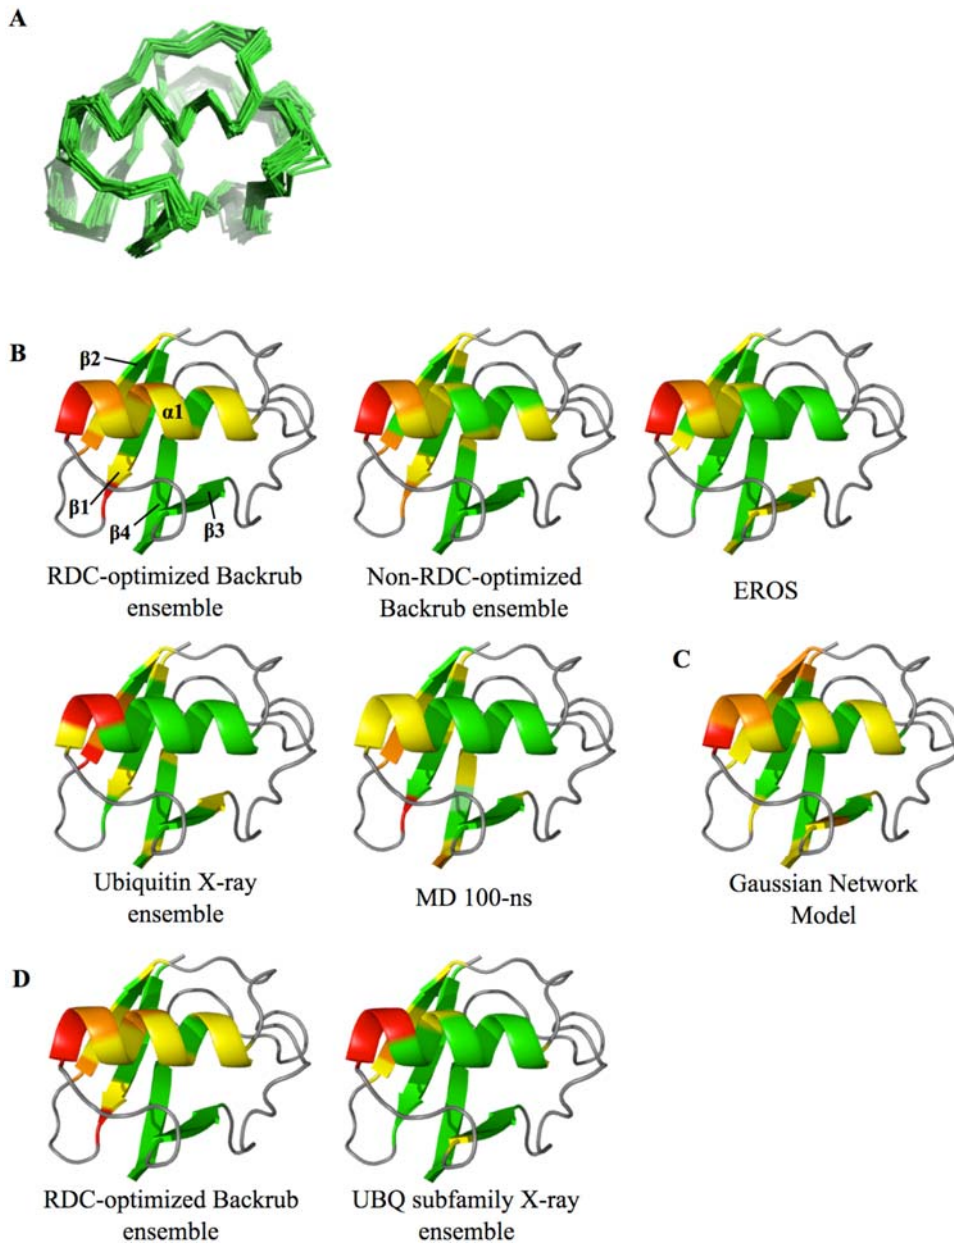 A
B
β2
α1
β1
β4
β3
RDC-optimized Backrub
ensemble
Non-RDC-optimized
Backrub ensemble
EROS
C
Ubiquitin X-ray
ensemble
MD 100-ns
Gaussian Network
Model
D
RDC-optimized Backrub
ensemble
UBQ subfamily X-ray
ensemble